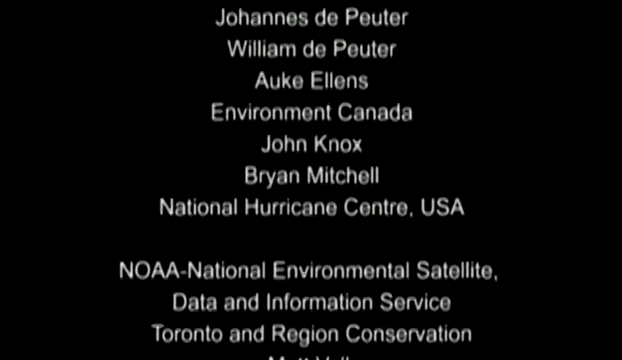 Johannes de Peuter
William de Peuter
Auke Ellens
Environment Canada
John Knox
Bryan Mitchell
National Hurricane Centre, USA
NOAA-National Environmental Satellite,
Data and Information Service
Toronto and Region Conservation